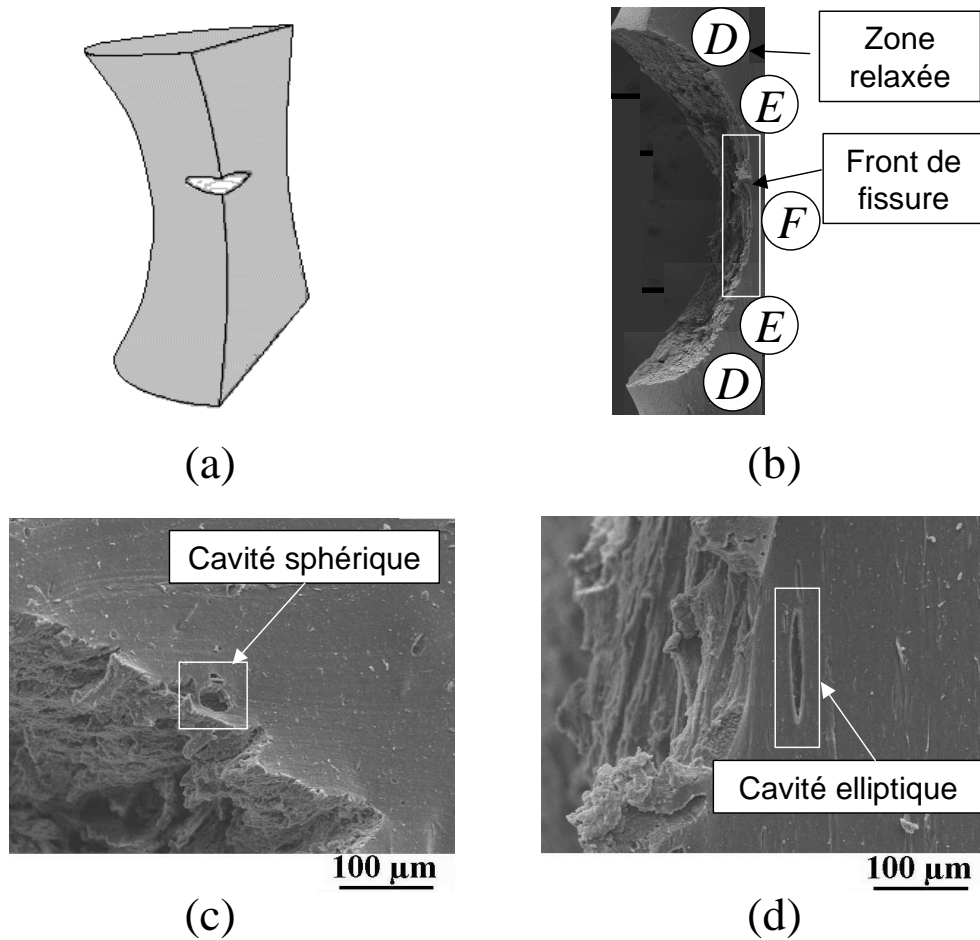 (a)
D
Zone
relaxée
E
Front de
fissure
F
E
D
(b)
Cavité sphérique
100 µm
(c)
Cavité elliptique
100 µm
(d)